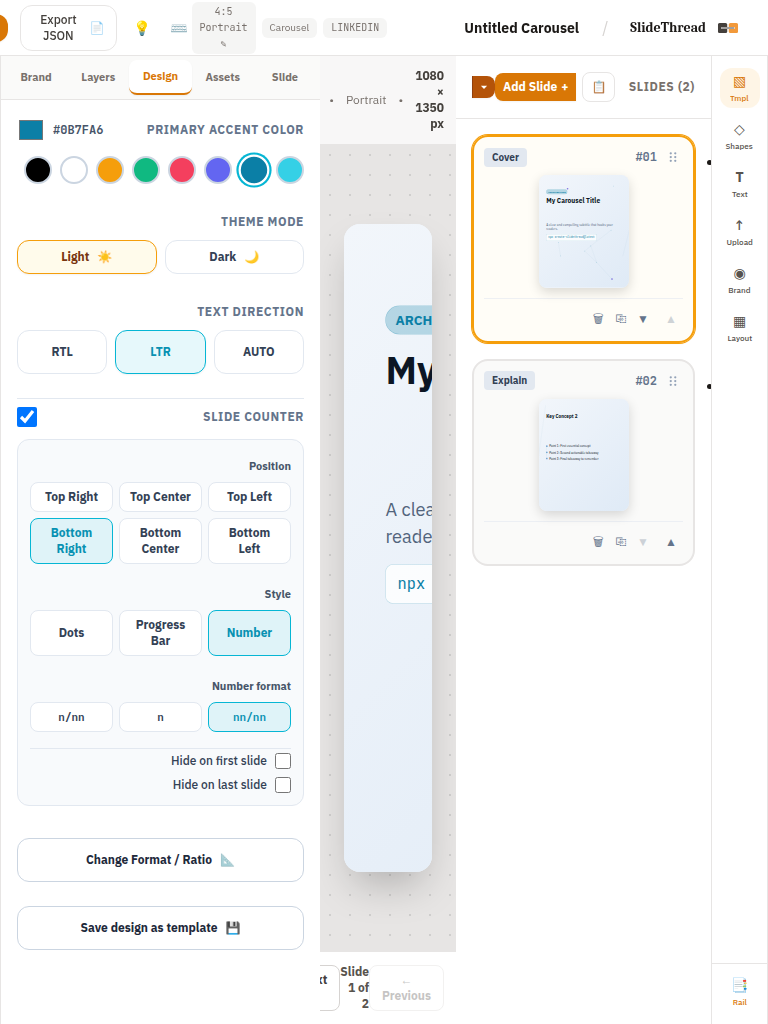 SlideThread
/
Untitled Carousel
LINKEDIN
Carousel
4:5
Portrait
✎
Export
JSON
Tmpl
Shapes
Text
Upload
Brand
Layout
Rail
SLIDES (2)
Add Slide +
Cover
#01
My Carousel Title
Explain
#02
Key Concept 2
1080
×
1350
px
• Portrait •
ARCH
My
A clea
reade
npx
← Previous
Slide
1 of
2
xt
Brand
Layers
Design
Assets
Slide
PRIMARY ACCENT COLOR
#0B7FA6
THEME MODE
Light
Dark
TEXT DIRECTION
RTL
LTR
AUTO
SLIDE COUNTER
Position
Top Right
Top Center
Top Left
Bottom
Right
Bottom
Center
Bottom
Left
Style
Dots
Progress
Bar
Number
Number format
n/nn
n
nn/nn
Hide on first slide
Hide on last slide
Change Format / Ratio
Save design as template